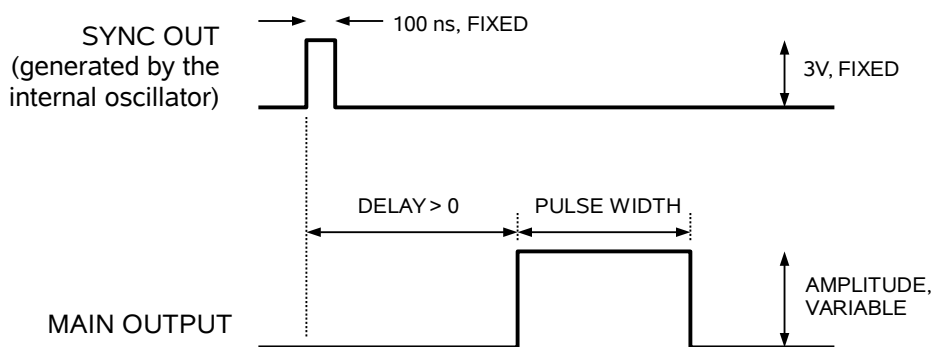 SYNC OUT
(generated by the
internal oscillator)
100 ns, FIXED
3V, FIXED
DELAY > 0
PULSE WIDTH
MAIN OUTPUT
AMPLITUDE,
VARIABLE